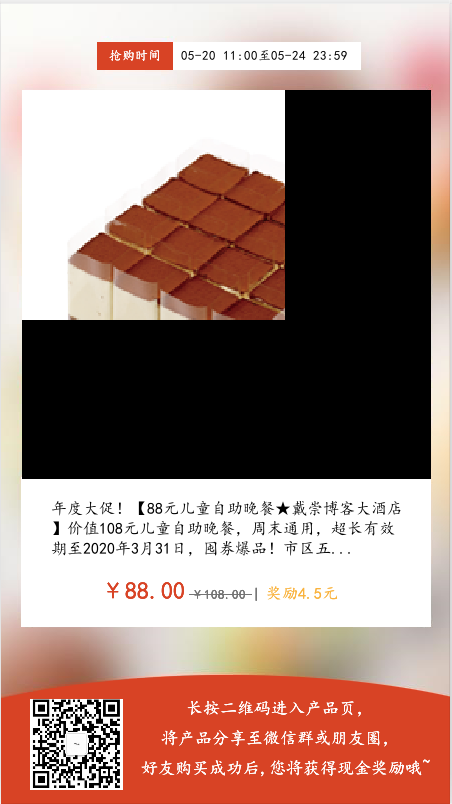 抢购时间 05-20 11:00至05-24 23:59
年度大促！【88元儿童自助晚餐★戴崇博客大酒店
】价值108元儿童自助晚餐，周末通用，超长有效
期至2020年3月31日，囤券爆品！市区五...
￥88.00 ￥108.00 | 奖励4.5元
长按二维码进入产品页，
将产品分享至微信群或朋友圈，
好友购买成功后，您将获得现金奖励哦~